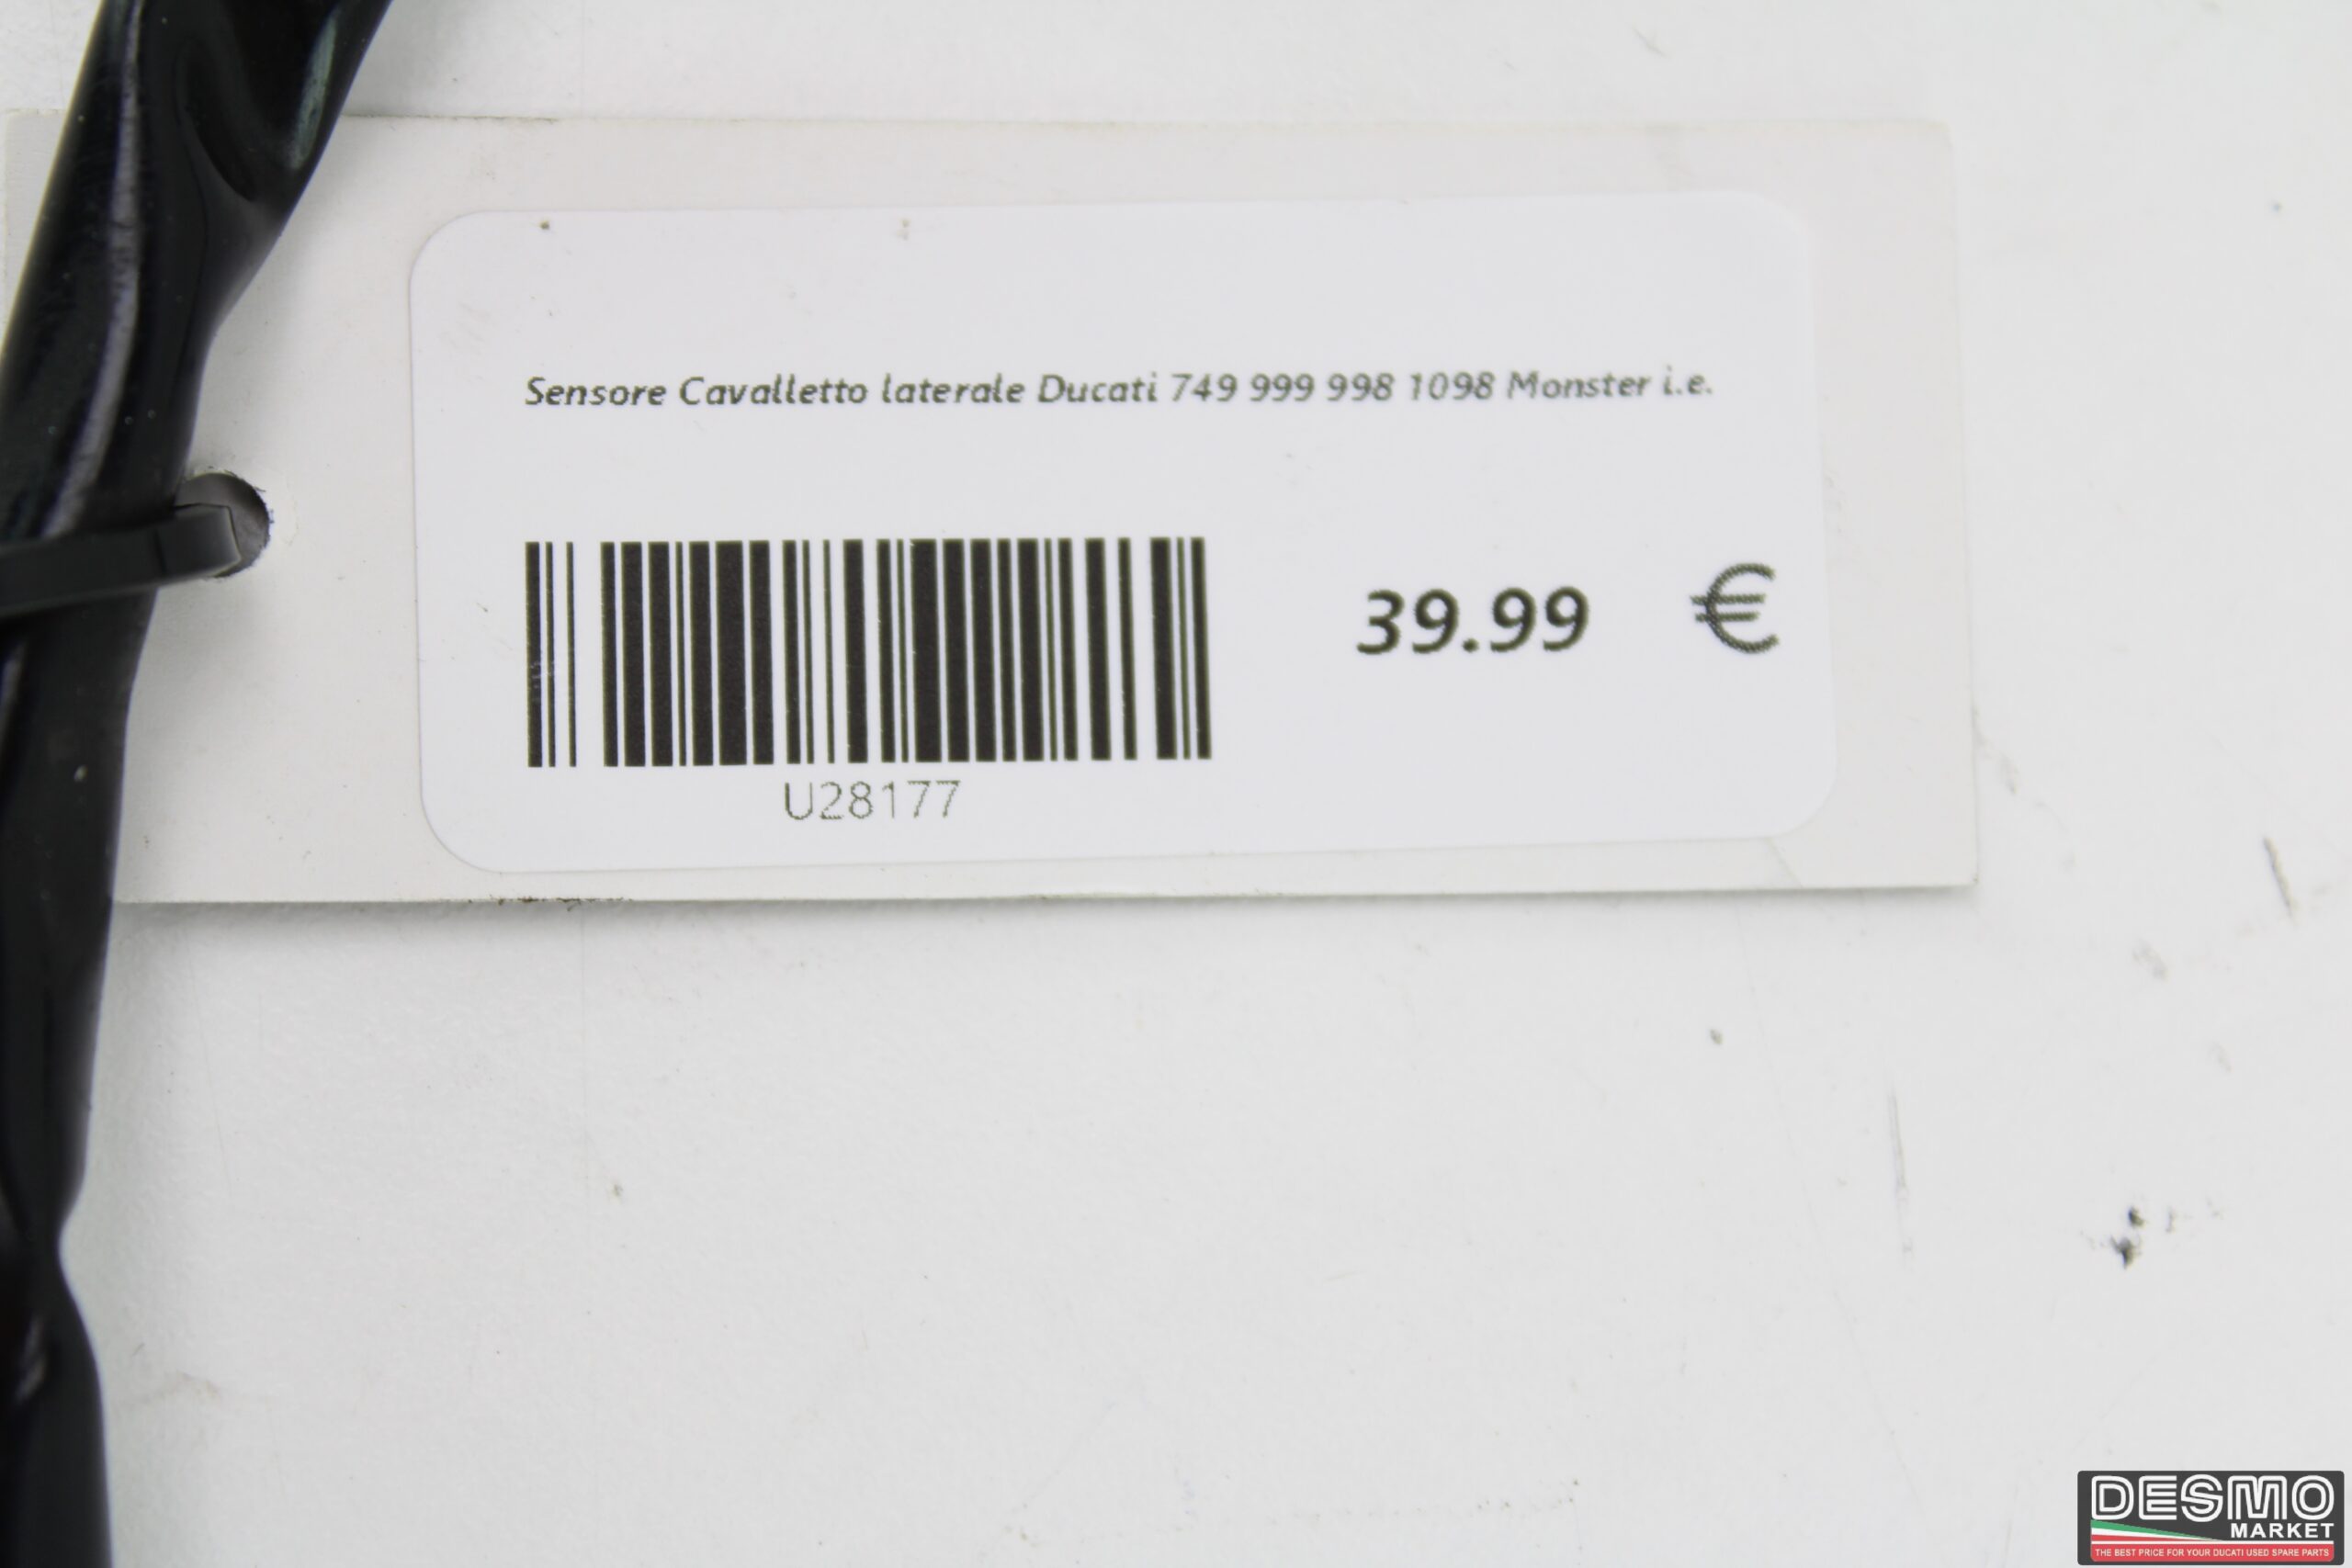 Sensore Cavalletto laterale Ducati 749 999 998 1098 Monster i.e.
39.99 €
U28177
DESMO
MARKET
THE BEST PRICE FOR YOUR DUCATI USED SPARE PARTS